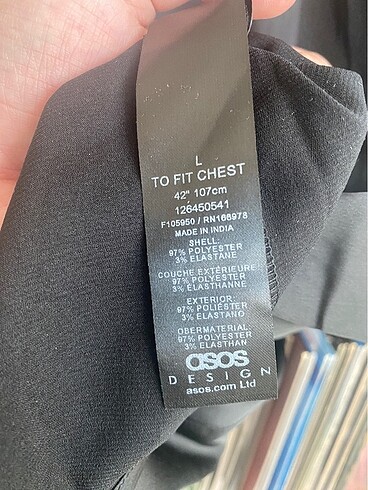 L
TO FIT CHEST
42" 107cm
126450541
F105950 / RN166978
MADE IN INDIA
SHELL:
97% POLYESTER
3% ELASTANE
COUCHE EXTÉRIEURE:
97% POLYESTER
3% ÉLASTHANNE
EXTERIOR:
97% POLIÉSTER
3% ELASTANO
OBERMATERIAL:
97% POLYESTER
3% ELASTHAN
asos
DESIGN
asos.com Ltd